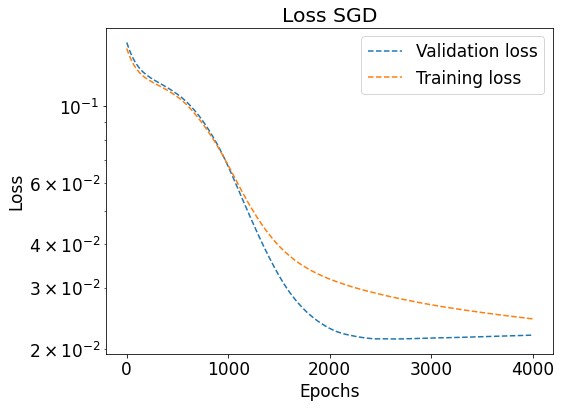 Loss SGD
Validation loss
Training loss
Loss
10⁻¹
6 × 10⁻²
4 × 10⁻²
3 × 10⁻²
2 × 10⁻²
0 1000 2000 3000 4000
Epochs